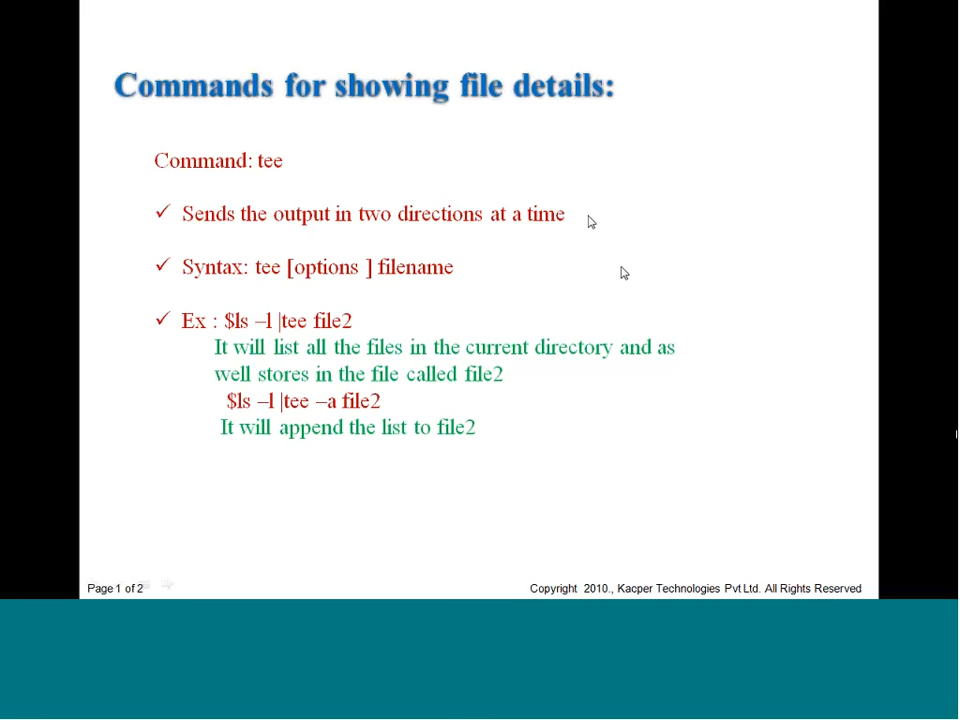 Commands for showing file details:
Command: tee
✓ Sends the output in two directions at a time
✓ Syntax: tee [options ] filename
✓ Ex : $ls –l |tee file2
It will list all the files in the current directory and as
well stores in the file called file2
$ls –l |tee –a file2
It will append the list to file2
Page 1 of 2
Copyright 2010., Kacper Technologies Pvt Ltd. All Rights Reserved